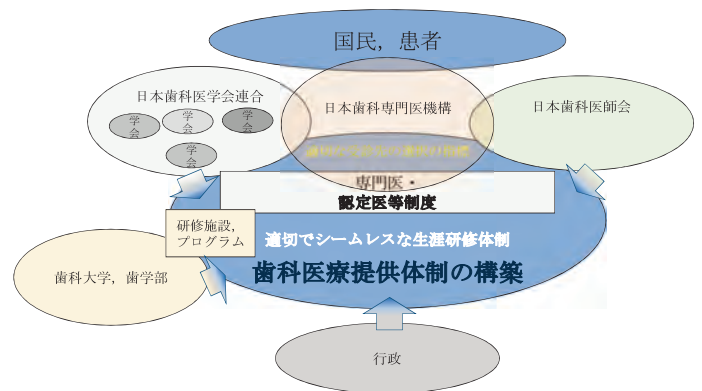 国民，患者
日本歯科医学会連合
学会
学会
学会
学会
日本歯科専門医機構
日本歯科医師会
専門医・
認定医等制度
研修施設，
プログラム
適切でシームレスな生涯研修体制
歯科医療提供体制の構築
歯科大学，歯学部
行政